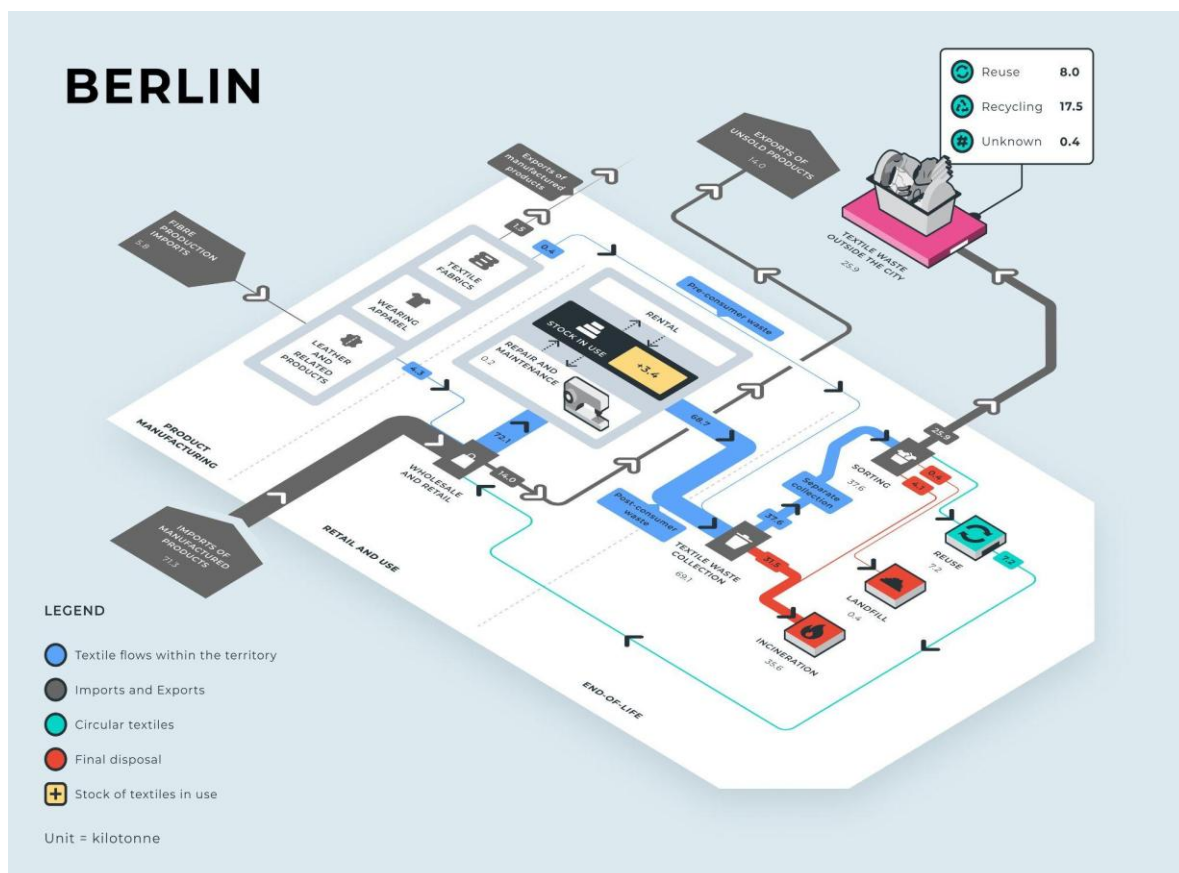 BERLIN
Reuse 8.0
Recycling 17.5
Unknown 0.4
EXPORTS OF
UNSOLD PRODUCTS
14.0
Exports of
manufactured
products
1.5
FIBRE
PRODUCTION
IMPORTS
5.8
TEXTILE
FABRICS
WEARING
APPAREL
LEATHER
AND
RELATED
PRODUCTS
0.4
Pre-consumer waste
TEXTILE WASTE
OUTSIDE THE CITY
25.9
RENTAL
STOCK IN USE
+3.4
REPAIR AND
MAINTENANCE
0.2
4.3
68.7
72.1
PRODUCT
MANUFACTURING
WHOLESALE
AND RETAIL
14.0
25.9
SORTING
37.6
0.4
4.1
Separate
collection
37.6
Post-consumer
waste
TEXTILE WASTE
COLLECTION
69.1
31.5
REUSE
7.2
7.2
LANDFILL
0.4
INCINERATION
35.6
IMPORTS OF
MANUFACTURED
PRODUCTS
71.3
RETAIL AND USE
END-OF-LIFE
LEGEND
Textile flows within the territory
Imports and Exports
Circular textiles
Final disposal
Stock of textiles in use
Unit = kilotonne